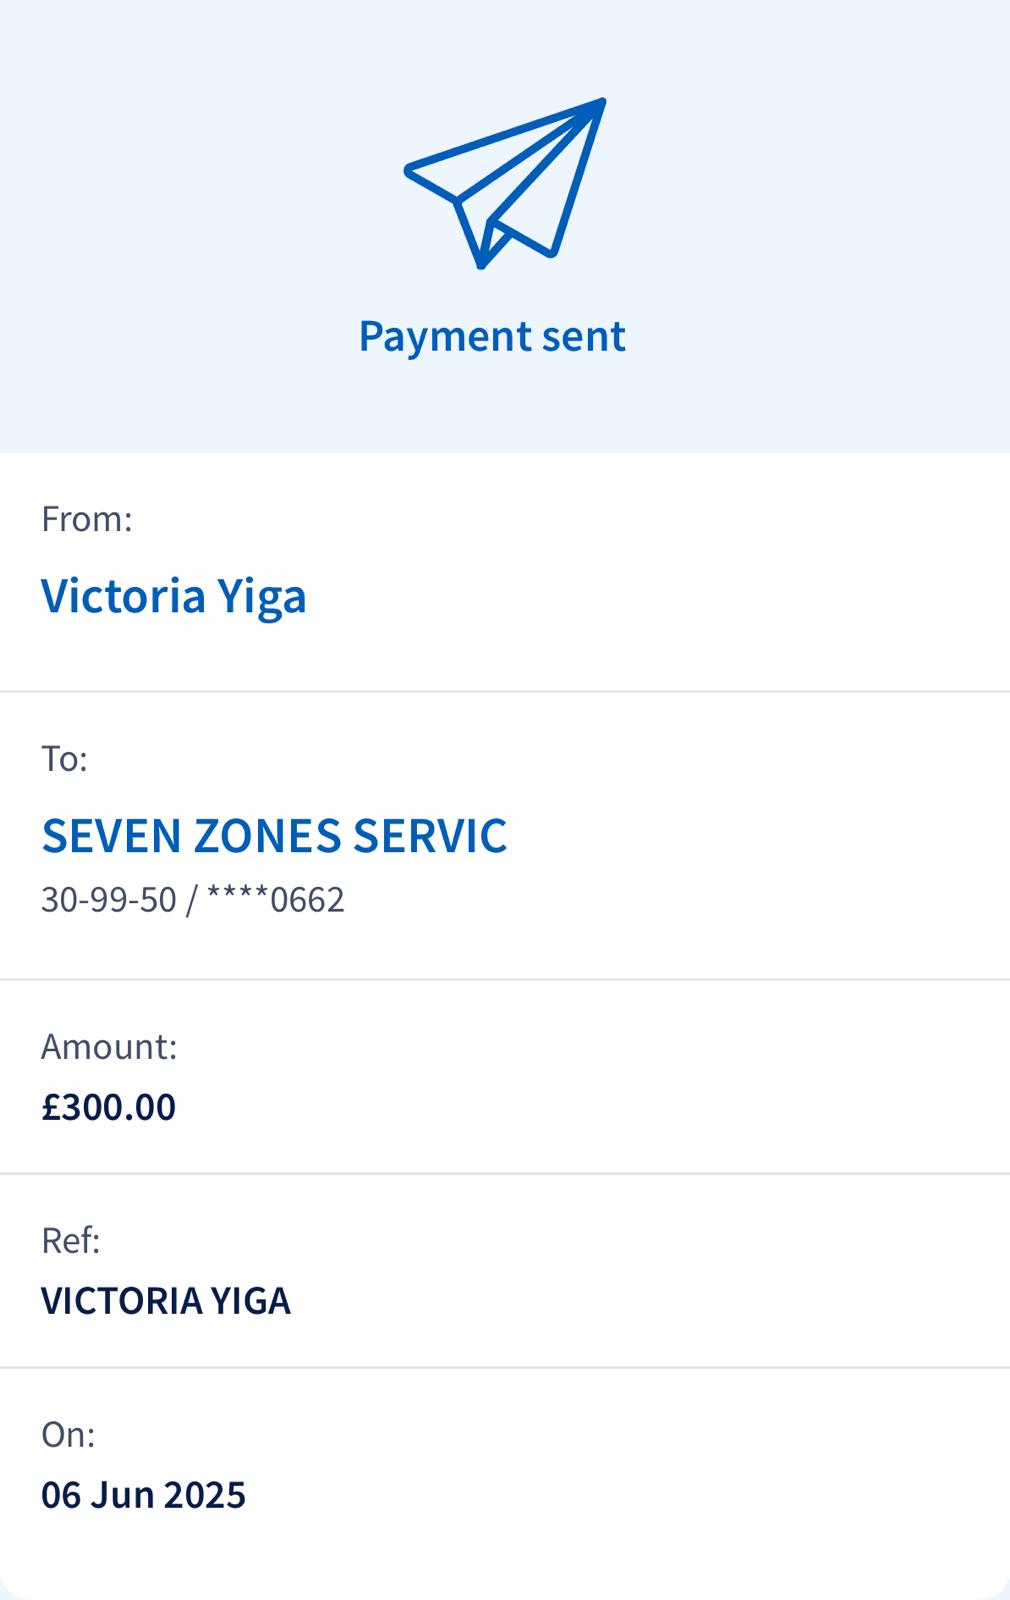 Payment sent
From:
Victoria Yiga
To:
SEVEN ZONES SERVIC
30-99-50 / ****0662
Amount:
£300.00
Ref:
VICTORIA YIGA
On:
06 Jun 2025